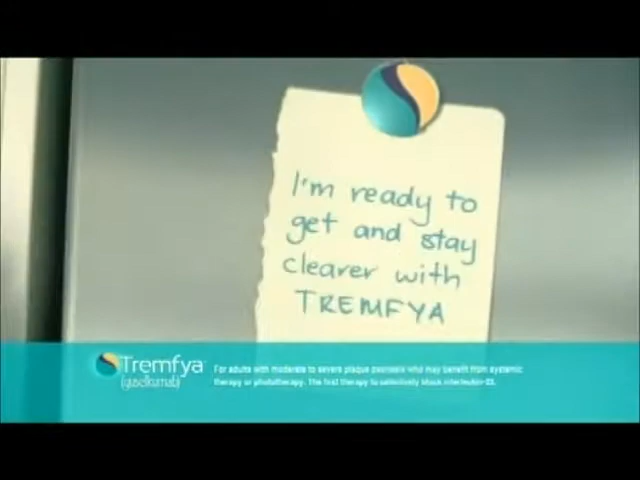 I'm ready to
get and stay
clearer with
TREMFYA
Tremfya
(guselkumab)
For adults with moderate to severe plaque psoriasis who may benefit from systemic
therapy or phototherapy. The first therapy to selectively block interleukin-23.